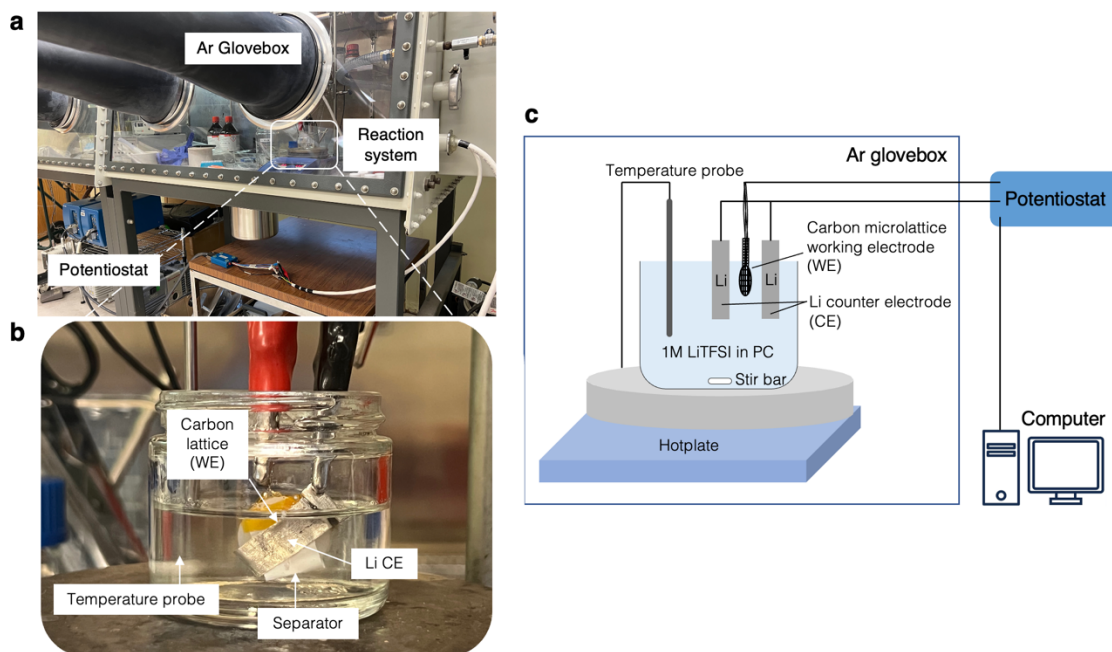 a
Ar Glovebox
Reaction
system
Potentiostat
b
Carbon
lattice
(WE)
Li CE
Temperature probe
Separator
c
Ar glovebox
Temperature probe
Potentiostat
Carbon microlattice
working electrode
(WE)
Li
Li
Li counter electrode
(CE)
1M LiTFSI in PC
Stir bar
Hotplate
Computer